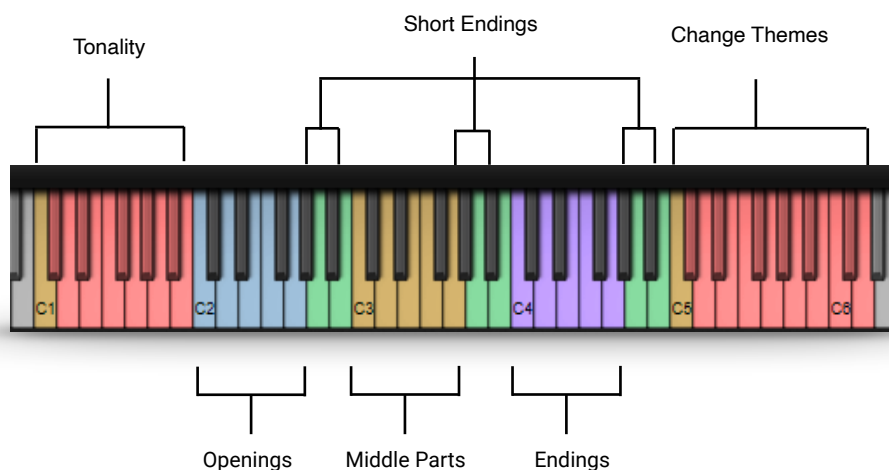 Short Endings
Tonality
Change Themes
C1
C2
C3
C4
C5
C6
Openings
Middle Parts
Endings